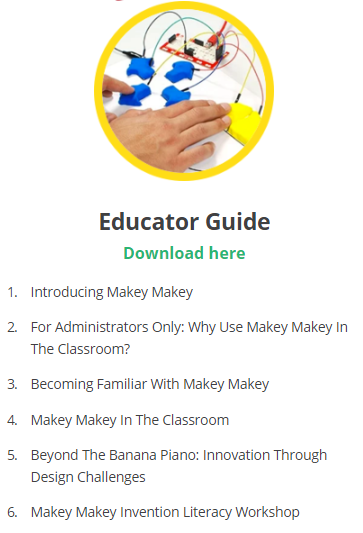 Educator Guide
Download here
1. Introducing Makey Makey
2. For Administrators Only: Why Use Makey Makey In
The Classroom?
3. Becoming Familiar With Makey Makey
4. Makey Makey In The Classroom
5. Beyond The Banana Piano: Innovation Through
Design Challenges
6. Makey Makey Invention Literacy Workshop